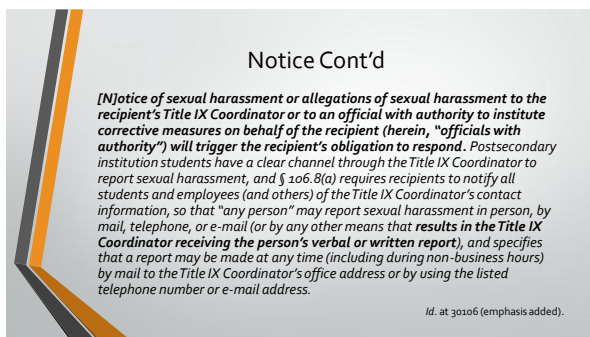 Notice Cont'd
[N]otice of sexual harassment or allegations of sexual harassment to the
recipient's Title IX Coordinator or to an official with authority to institute
corrective measures on behalf of the recipient (herein, "officials with
authority") will trigger the recipient's obligation to respond. Postsecondary
institution students have a clear channel through the Title IX Coordinator to
report sexual harassment, and § 106.8(a) requires recipients to notify all
students and employees (and others) of the Title IX Coordinator's contact
information, so that "any person" may report sexual harassment in person, by
mail, telephone, or e-mail (or by any other means that results in the Title IX
Coordinator receiving the person's verbal or written report), and specifies
that a report may be made at any time (including during non-business hours)
by mail to the Title IX Coordinator's office address or by using the listed
telephone number or e-mail address.
Id. at 30106 (emphasis added).